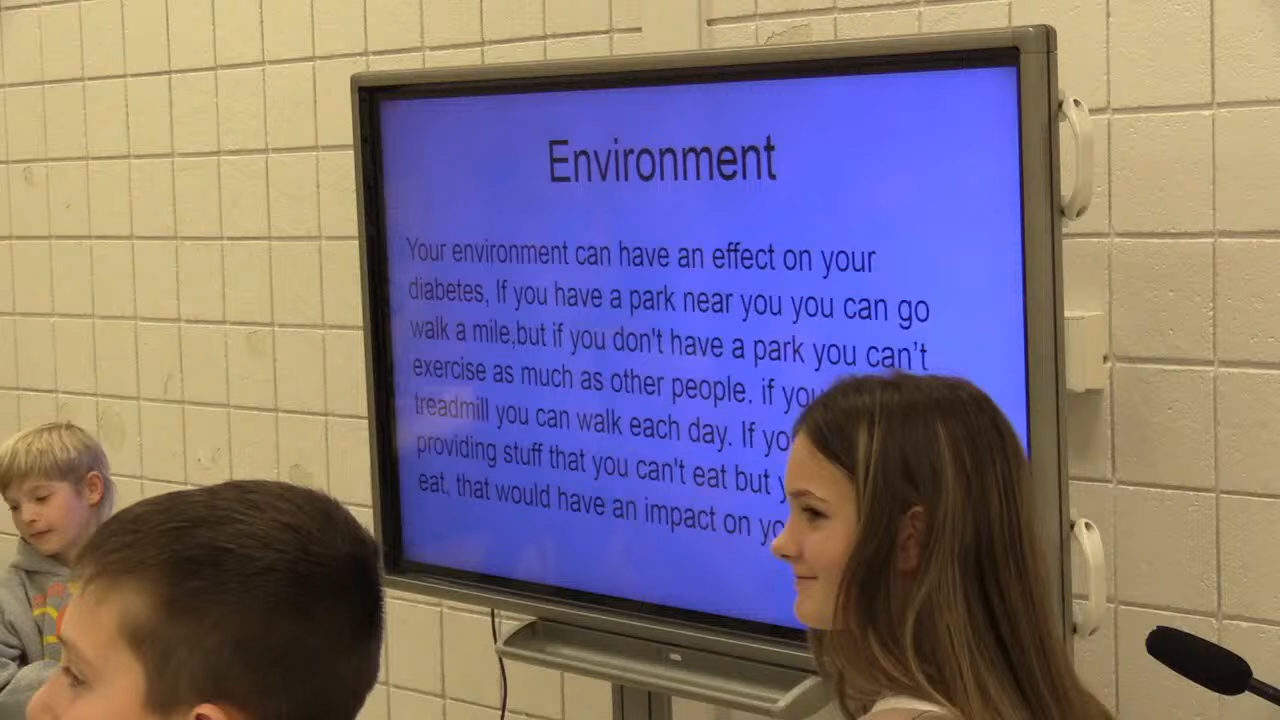 Environment
Your environment can have an effect on your
diabetes, If you have a park near you you can go
walk a mile,but if you don't have a park you can't
exercise as much as other people. if you
treadmill you can walk each day. If
providing stuff that you can't eat but
eat, that would have an impact on